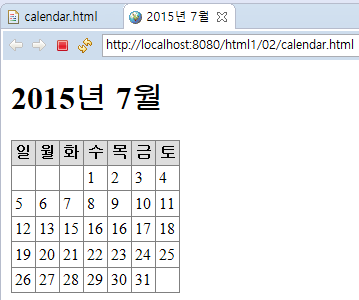 calendar.html
2015년 7월
http://localhost:8080/html1/02/calendar.html
2015년 7월
일 월 화 수 목 금 토
1 2 3 4
5 6 7 8 9 10 11
12 13 15 16 16 17 18
19 20 21 22 23 24 25
26 27 28 29 30 31